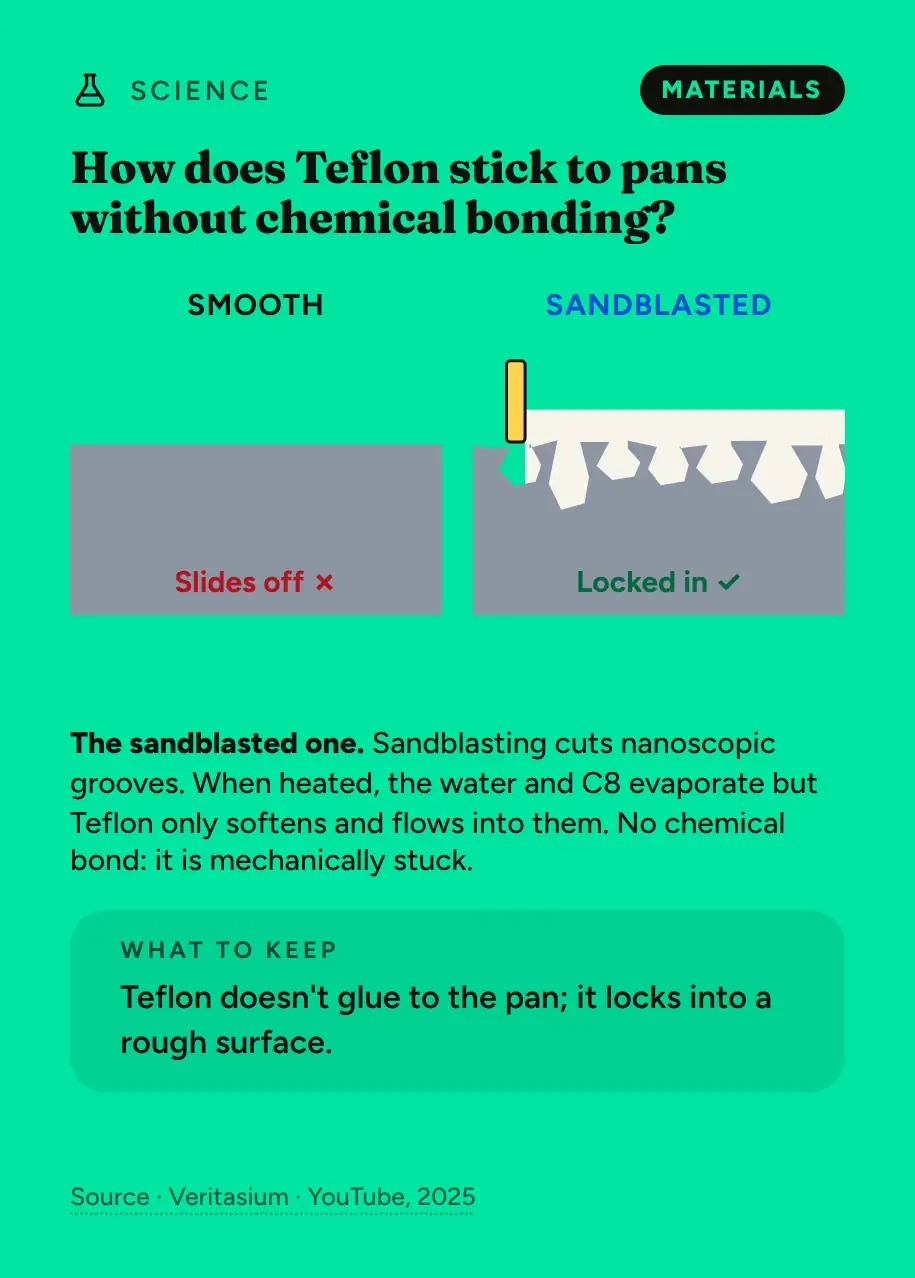 SCIENCE
MATERIALS
How does Teflon stick to pans
without chemical bonding?
SMOOTH
SANDBLASTED
Slides off ×
Locked in ✓
The sandblasted one. Sandblasting cuts nanoscopic
grooves. When heated, the water and C8 evaporate but
Teflon only softens and flows into them. No chemical
bond: it is mechanically stuck.
WHAT TO KEEP
Teflon doesn't glue to the pan; it locks into a
rough surface.
Source · Veritasium · YouTube, 2025